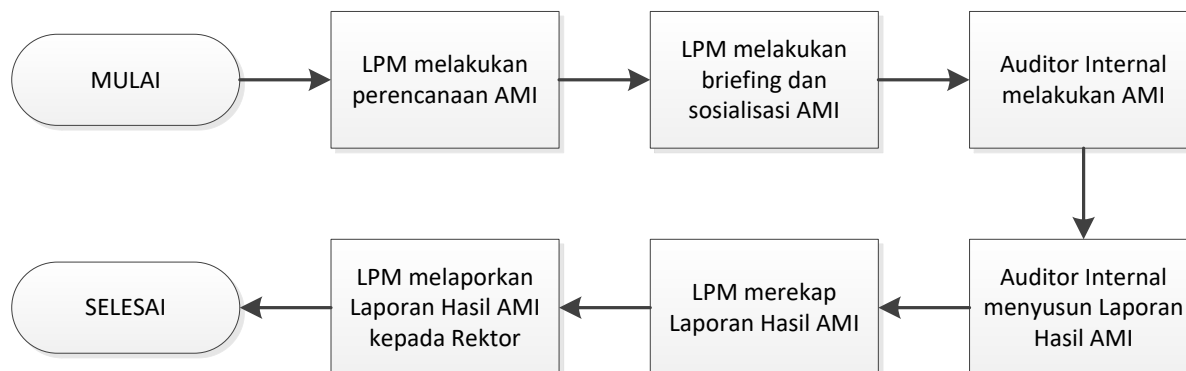 MULAI
LPM melakukan
perencanaan AMI
LPM melakukan
briefing dan
sosialisasi AMI
Auditor Internal
melakukan AMI
Auditor Internal
menyusun Laporan
Hasil AMI
LPM merekap
Laporan Hasil AMI
LPM melaporkan
Laporan Hasil AMI
kepada Rektor
SELESAI